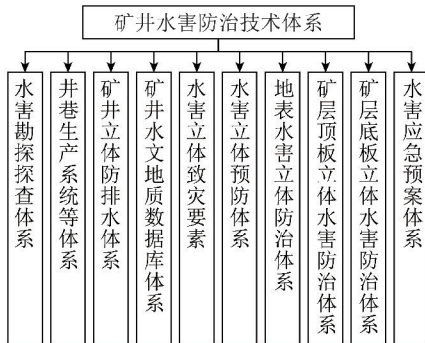 矿井水害防治技术体系
水害勘探探查体系
井巷生产系统等体系
矿井立体防排水体系
矿井水文地质数据库体系
水害立体致灾要素
水害立体预防体系
地表水害立体防治体系
矿层顶板立体水害防治体系
矿层底板立体水害防治体系
水害应急预案体系